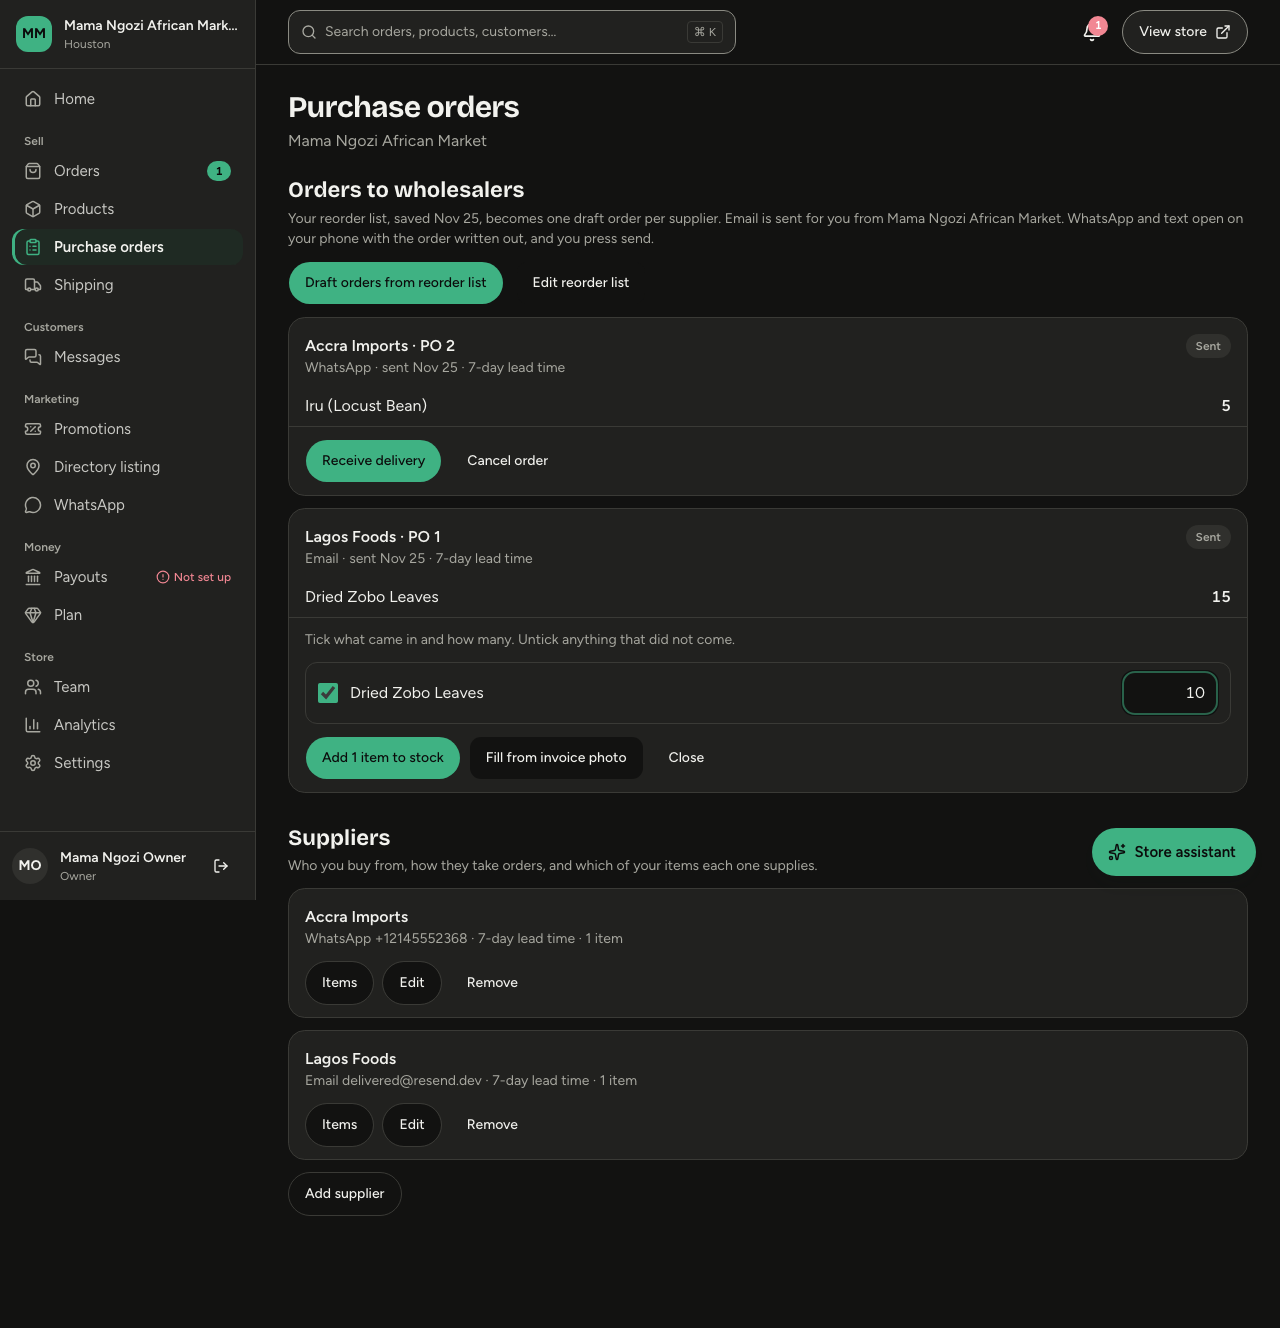 MM
Mama Ngozi African Mark...
Houston
Search orders, products, customers...
⌘ K
1
View store
Home
Sell
Orders
1
Products
Purchase orders
Shipping
Customers
Messages
Marketing
Promotions
Directory listing
WhatsApp
Money
Payouts
Not set up
Plan
Store
Team
Analytics
Settings
MO
Mama Ngozi Owner
Owner
Purchase orders
Mama Ngozi African Market
Orders to wholesalers
Your reorder list, saved Nov 25, becomes one draft order per supplier. Email is sent for you from Mama Ngozi African Market. WhatsApp and text open on
your phone with the order written out, and you press send.
Draft orders from reorder list
Edit reorder list
Accra Imports · PO 2
Sent
WhatsApp · sent Nov 25 · 7-day lead time
Iru (Locust Bean)
5
Receive delivery
Cancel order
Lagos Foods · PO 1
Sent
Email · sent Nov 25 · 7-day lead time
Dried Zobo Leaves
15
Tick what came in and how many. Untick anything that did not come.
Dried Zobo Leaves
10
Add 1 item to stock
Fill from invoice photo
Close
Suppliers
Who you buy from, how they take orders, and which of your items each one supplies.
Store assistant
Accra Imports
WhatsApp +12145552368 · 7-day lead time · 1 item
Items
Edit
Remove
Lagos Foods
Email delivered@resend.dev · 7-day lead time · 1 item
Items
Edit
Remove
Add supplier